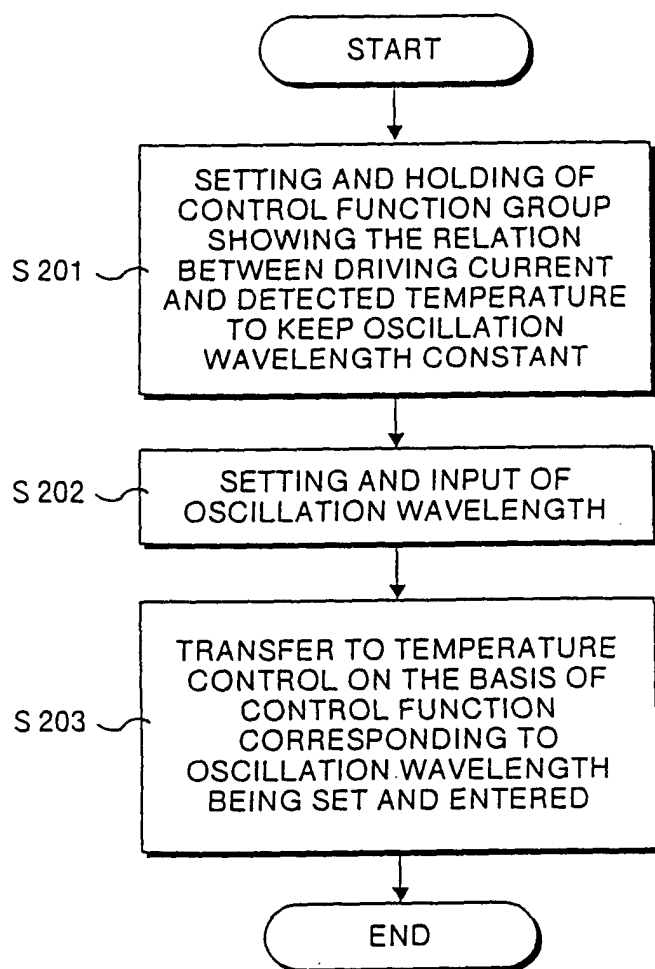 START
SETTING AND HOLDING OF
CONTROL FUNCTION GROUP
SHOWING THE RELATION
BETWEEN DRIVING CURRENT
AND DETECTED TEMPERATURE
TO KEEP OSCILLATION
WAVELENGTH CONSTANT
S 201
SETTING AND INPUT OF
OSCILLATION WAVELENGTH
S 202
TRANSFER TO TEMPERATURE
CONTROL ON THE BASIS OF
CONTROL FUNCTION
CORRESPONDING TO
OSCILLATION WAVELENGTH
BEING SET AND ENTERED
S 203
END